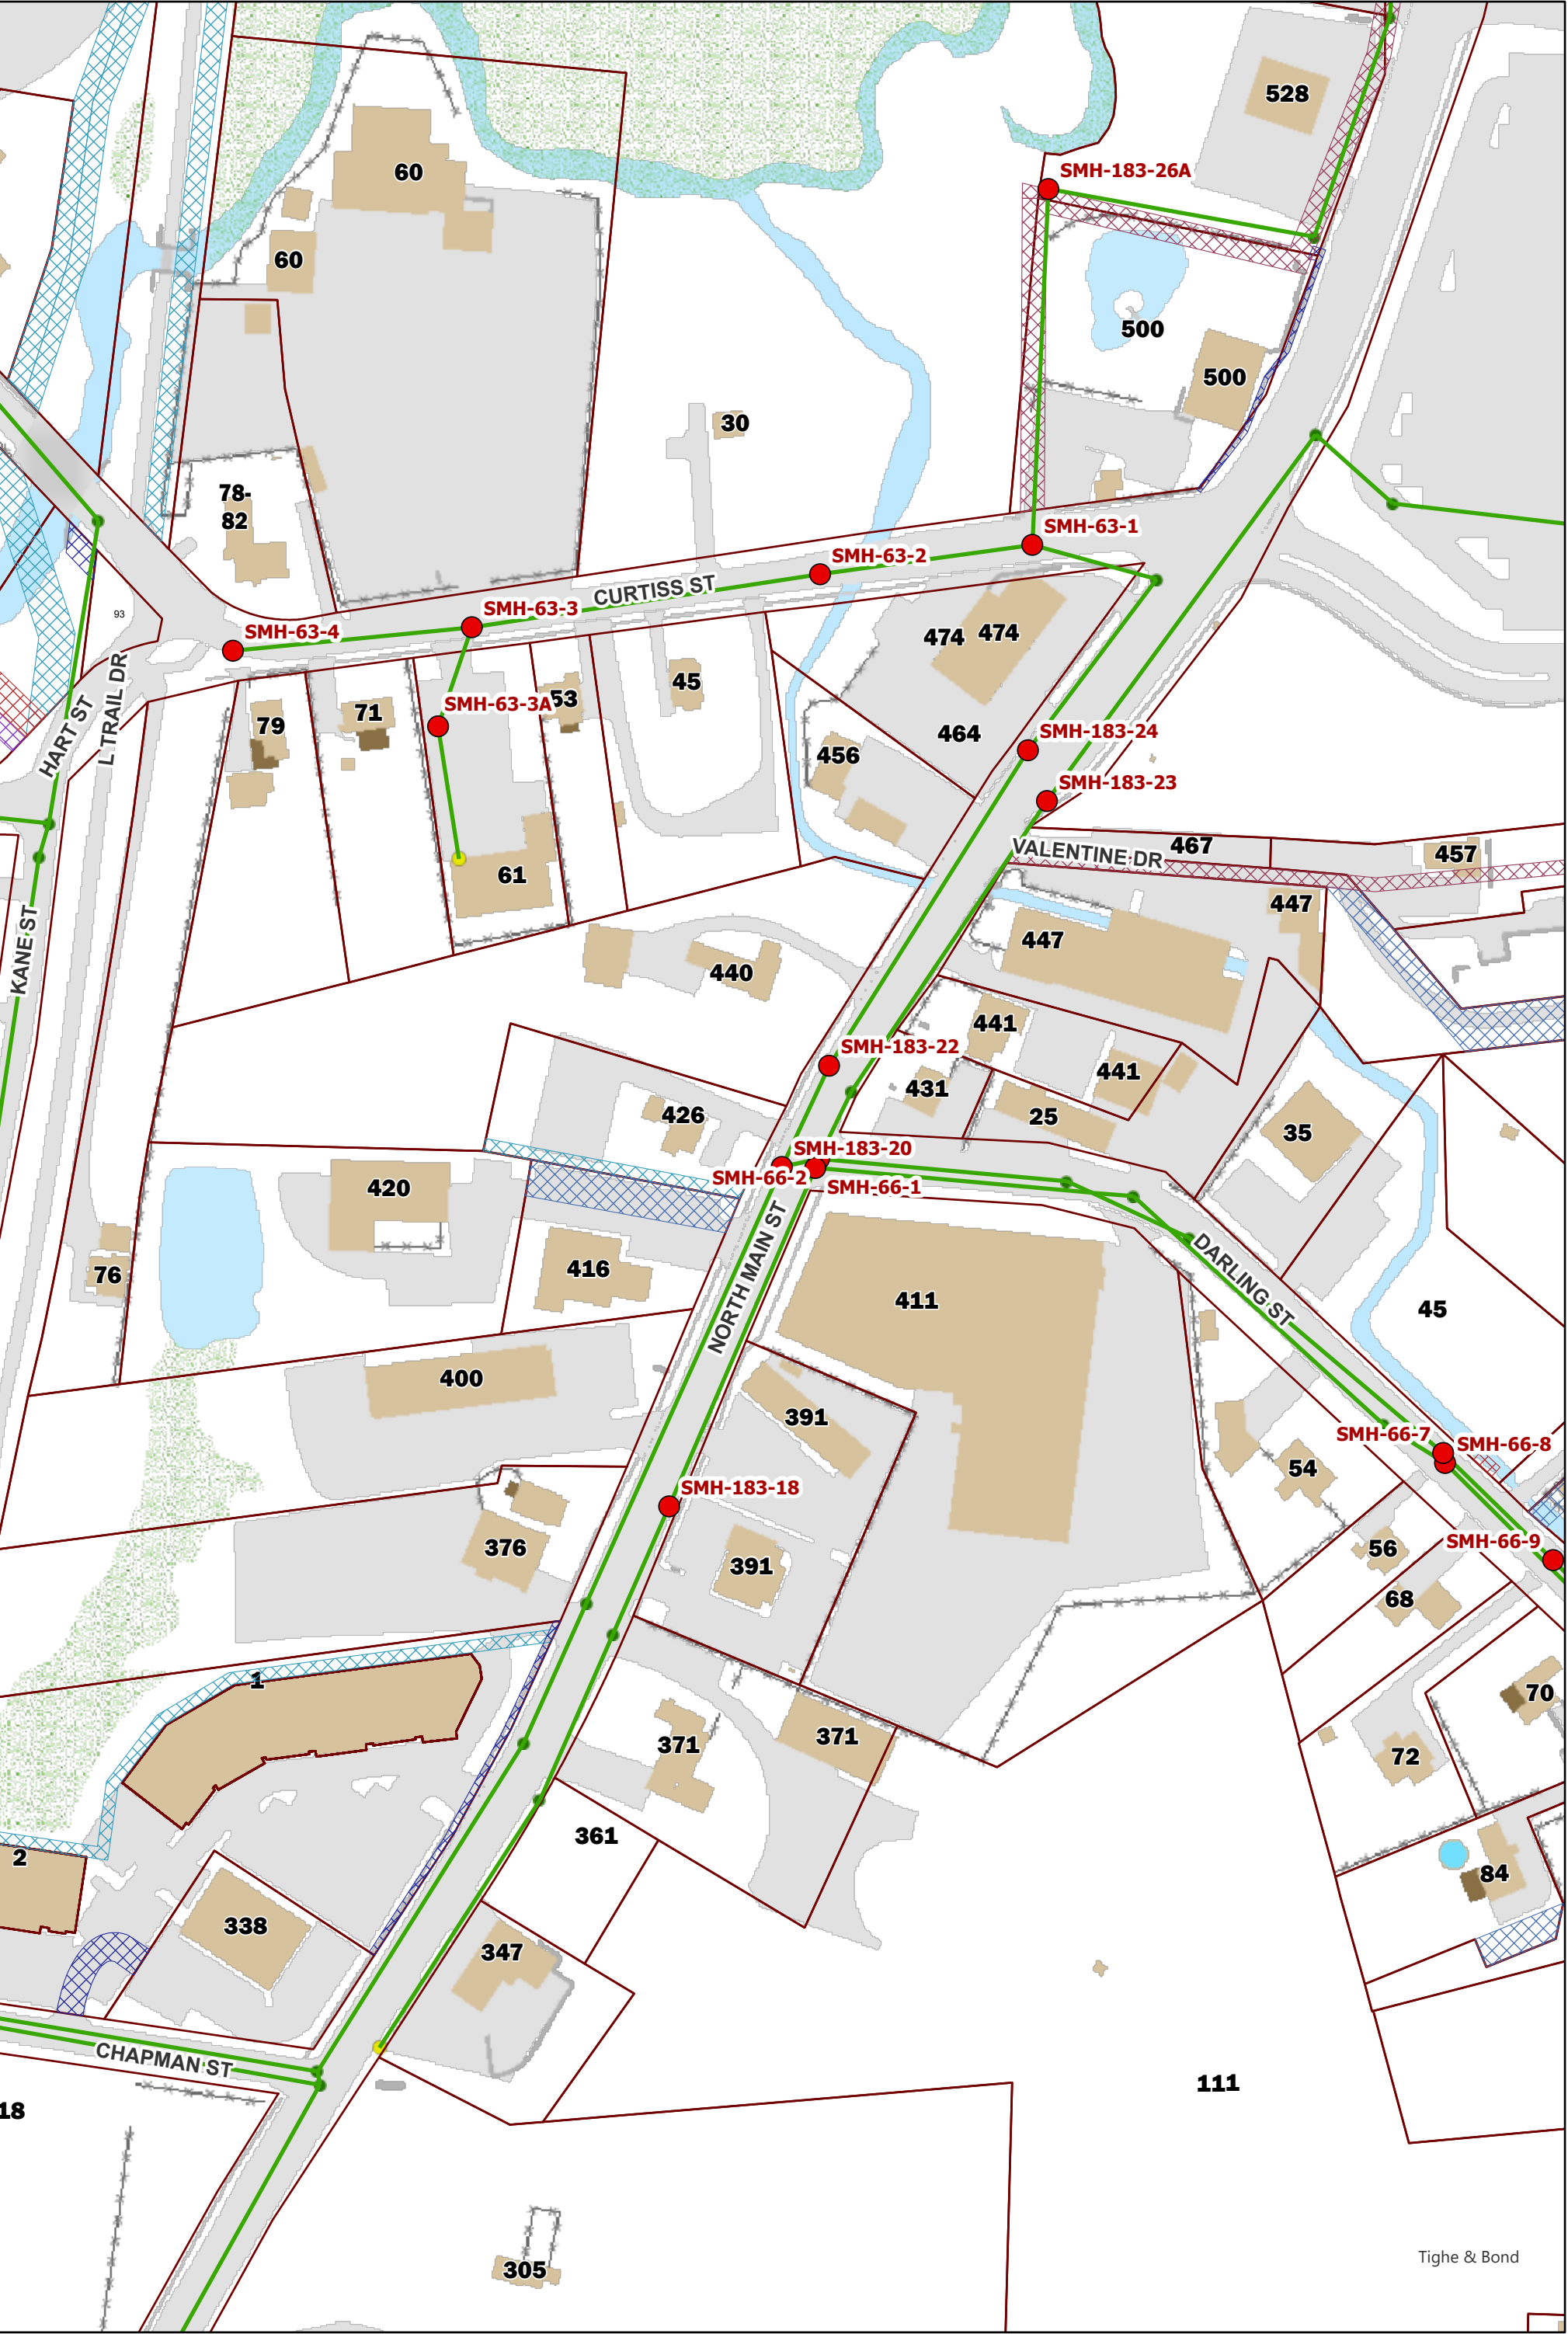 528
SMH-183-26A
60
60
500
500
30
78-
82
SMH-63-1
SMH-63-2
CURTISS ST
SMH-63-3
93
SMH-63-4
474
474
45
53
SMH-63-3A
71
79
HART ST
L TRAIL DR
464
SMH-183-24
456
SMH-183-23
VALENTINE DR
467
457
61
447
447
KANE ST
440
441
SMH-183-22
441
431
426
25
35
SMH-183-20
SMH-66-2
SMH-66-1
420
NORTH MAIN ST
DARLING ST
416
76
411
45
400
391
SMH-66-7
SMH-66-8
54
SMH-183-18
376
391
SMH-66-9
56
68
1
70
371
371
72
361
2
84
338
347
CHAPMAN ST
111
18
305
Tighe & Bond